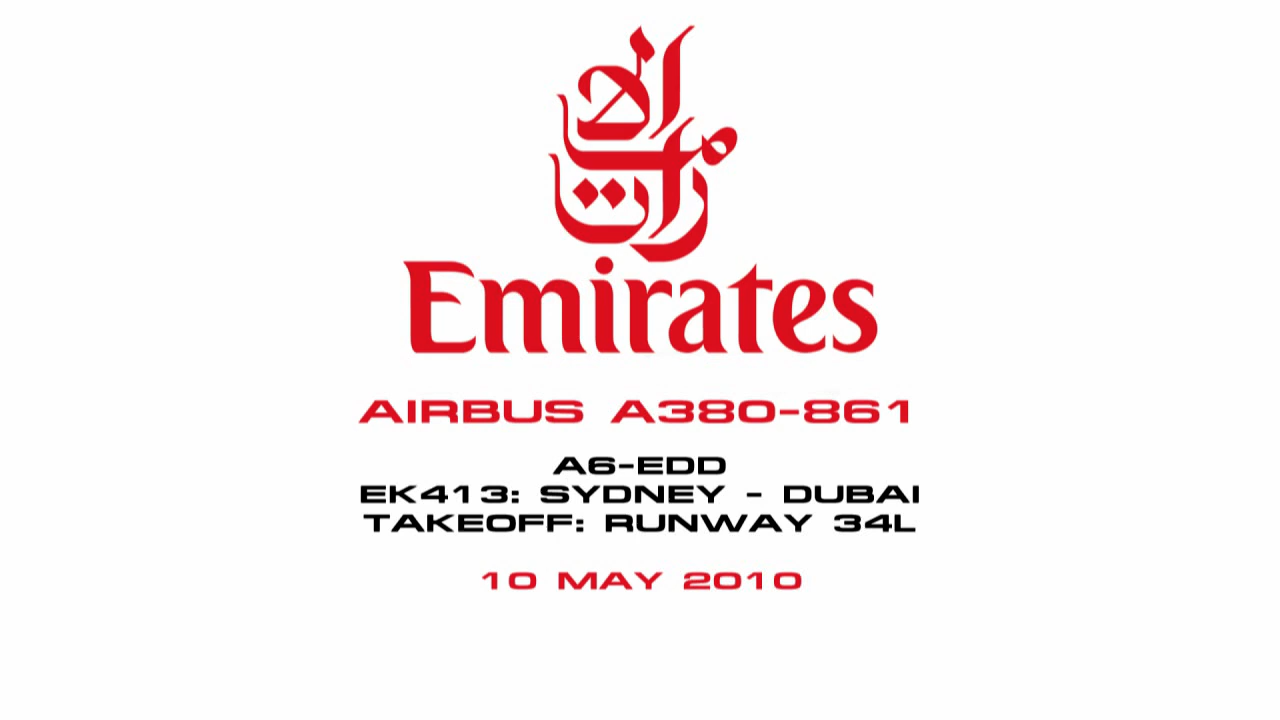 الإمارات
Emirates
AIRBUS A380-861
A6-EDD
EK413: SYDNEY - DUBAI
TAKEOFF: RUNWAY 34L
10 MAY 2010